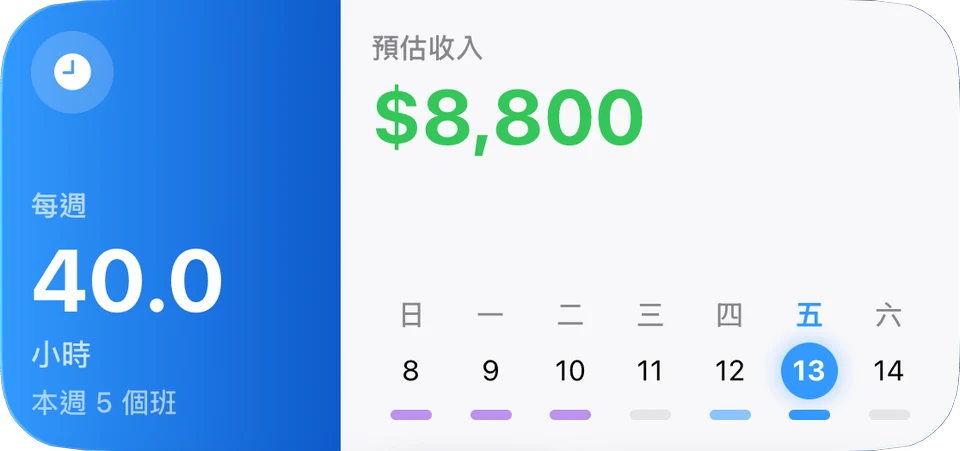 每週
40.0
小時
本週 5 個班
預估收入
$8,800
日 一 二 三 四 五 六
8 9 10 11 12 13 14